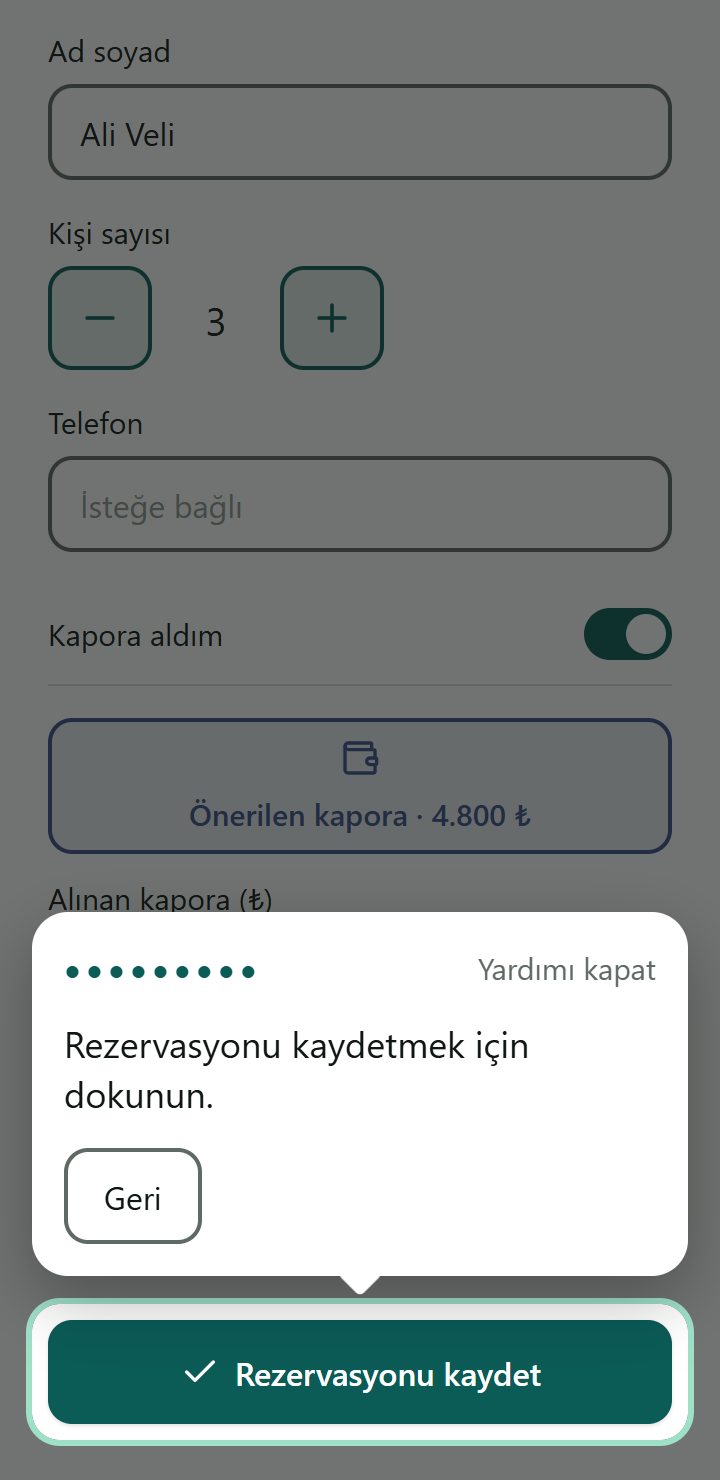 Ad soyad
Ali Veli
Kişi sayısı
3
Telefon
İsteğe bağlı
Kapora aldım
Önerilen kapora · 4.800 ₺
Alınan kapora (₺)
Yardımı kapat
Rezervasyonu kaydetmek için
dokunun.
Geri
Rezervasyonu kaydet